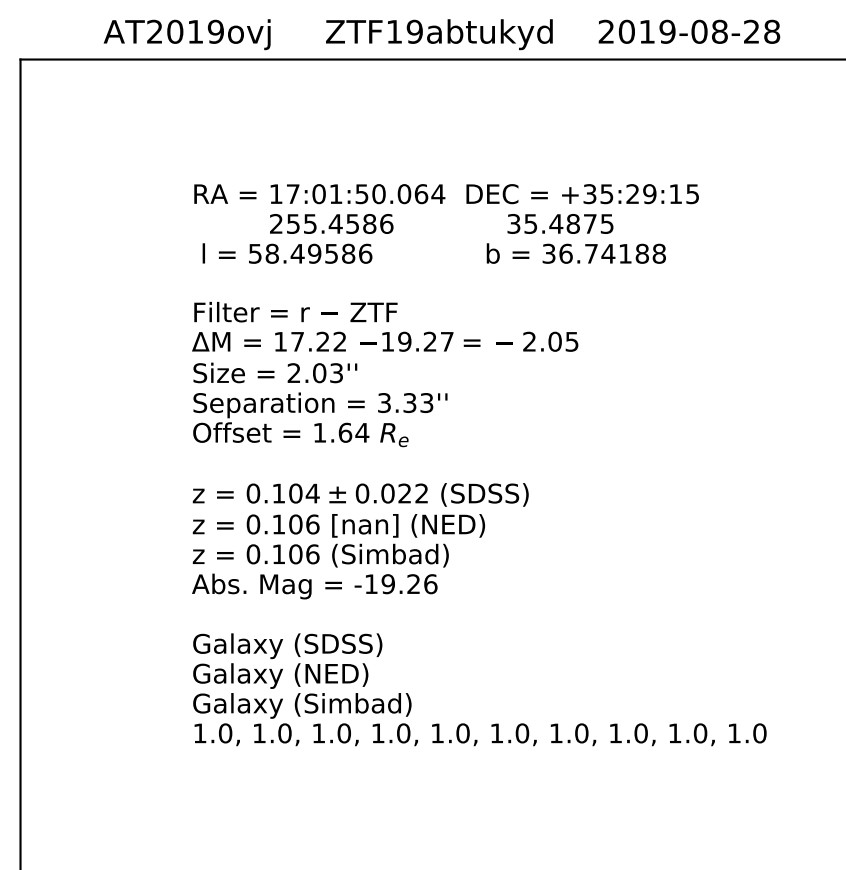 AT2019ovj ZTF19abtukyd 2019-08-28
RA = 17:01:50.064 DEC = +35:29:15
255.4586 35.4875
l = 58.49586 b = 36.74188
Filter = r − ZTF
ΔM = 17.22 −19.27 = − 2.05
Size = 2.03''
Separation = 3.33''
Offset = 1.64 Rₑ
z = 0.104 ± 0.022 (SDSS)
z = 0.106 [nan] (NED)
z = 0.106 (Simbad)
Abs. Mag = -19.26
Galaxy (SDSS)
Galaxy (NED)
Galaxy (Simbad)
1.0, 1.0, 1.0, 1.0, 1.0, 1.0, 1.0, 1.0, 1.0, 1.0